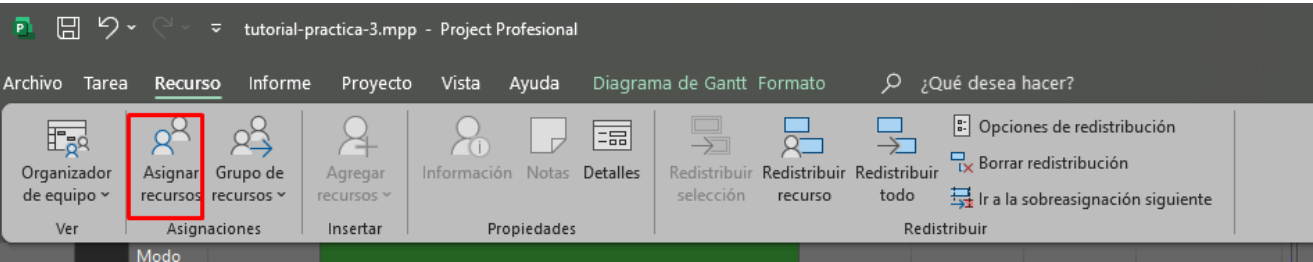 tutorial-practica-3.mpp - Project Profesional
Archivo Tarea Recurso Informe Proyecto Vista Ayuda Diagrama de Gantt Formato ¿Qué desea hacer?
Organizador
de equipo
Asignar
recursos
Grupo de
recursos
Agregar
recursos
Información
Notas
Detalles
Redistribuir
selección
Redistribuir
recurso
Redistribuir
todo
Opciones de redistribución
Borrar redistribución
Ir a la sobreasignación siguiente
Ver
Asignaciones
Insertar
Propiedades
Redistribuir
Modo